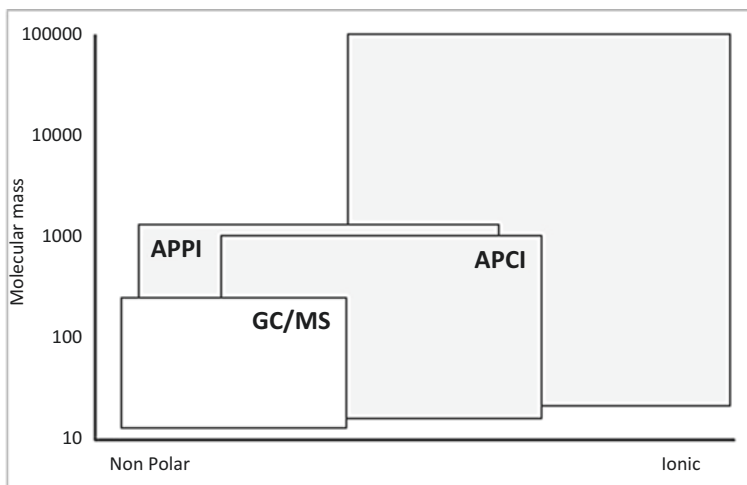 100000
10000
1000
100
10
Molecular mass
APPI
APCI
GC/MS
Non Polar
Ionic